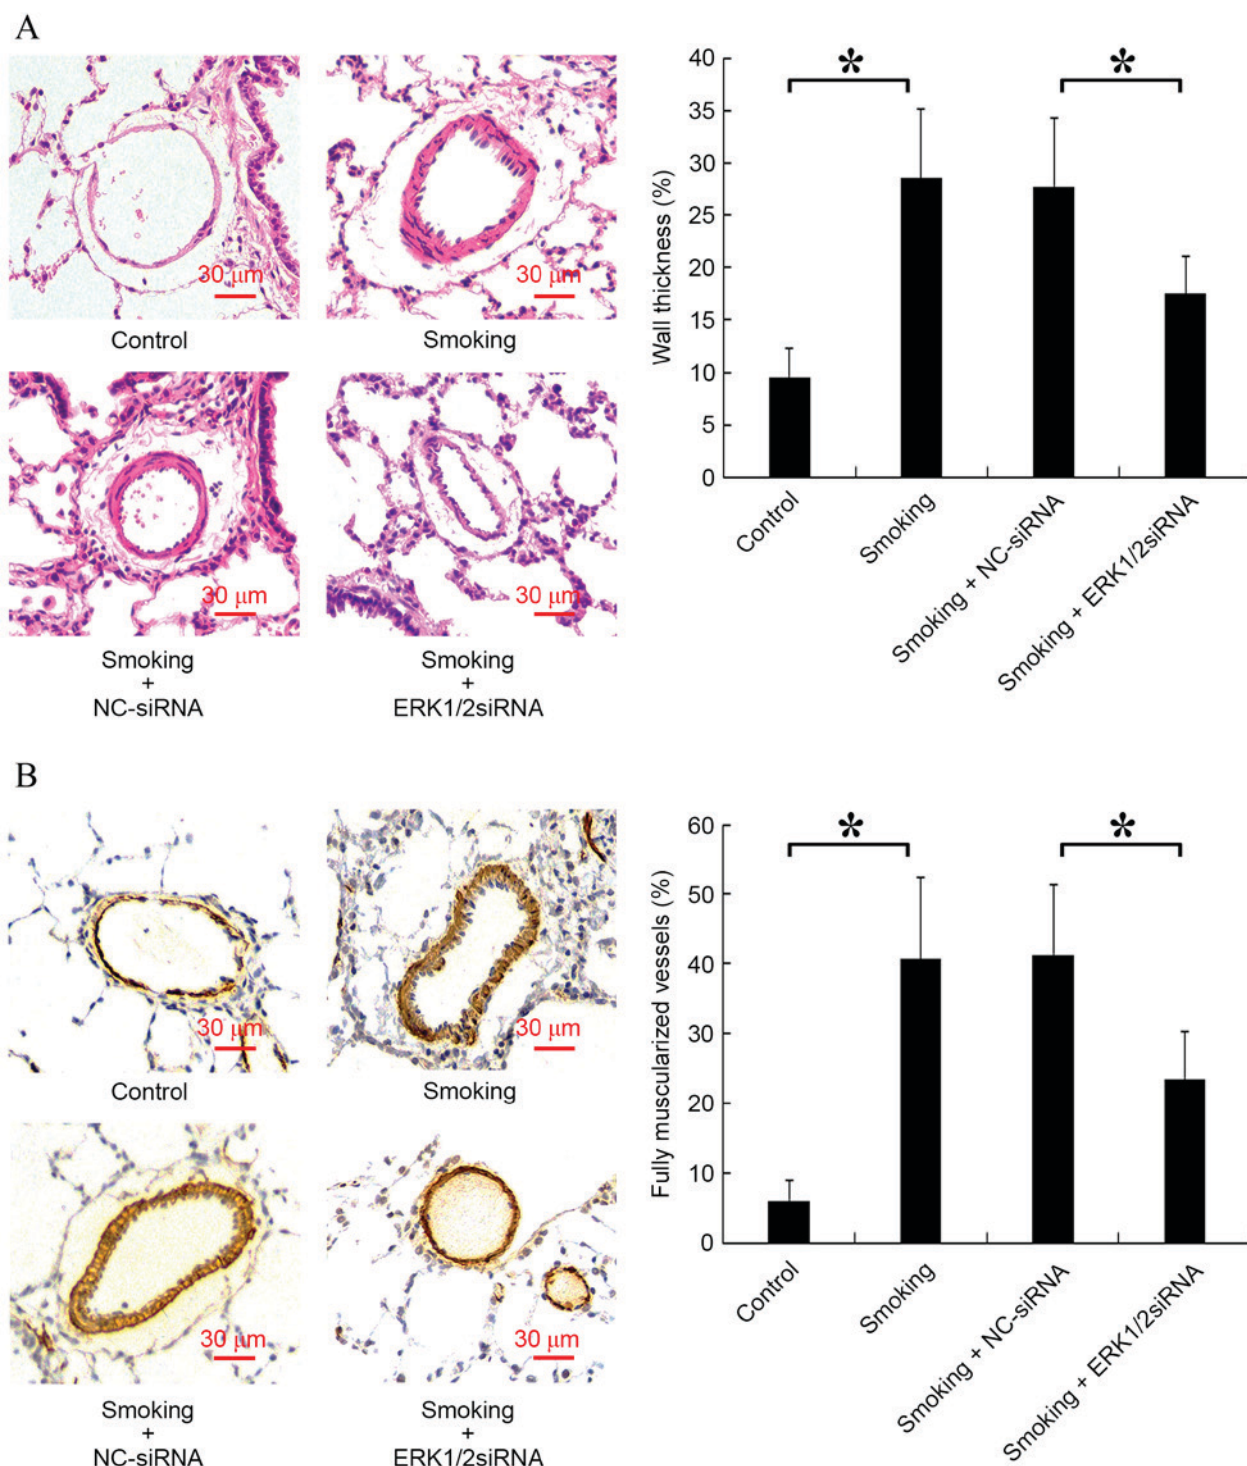 A
30 μm
Control
30 μm
Smoking
30 μm
Smoking
+
NC-siRNA
30 μm
Smoking
+
ERK1/2siRNA
Wall thickness (%)
40
35
30
25
20
15
10
5
0
*
*
Control
Smoking
Smoking + NC-siRNA
Smoking + ERK1/2siRNA
B
30 μm
Control
30 μm
Smoking
30 μm
Smoking
+
NC-siRNA
30 μm
Smoking
+
ERK1/2siRNA
Fully muscularized vessels (%)
60
50
40
30
20
10
0
*
*
Control
Smoking
Smoking + NC-siRNA
Smoking + ERK1/2siRNA